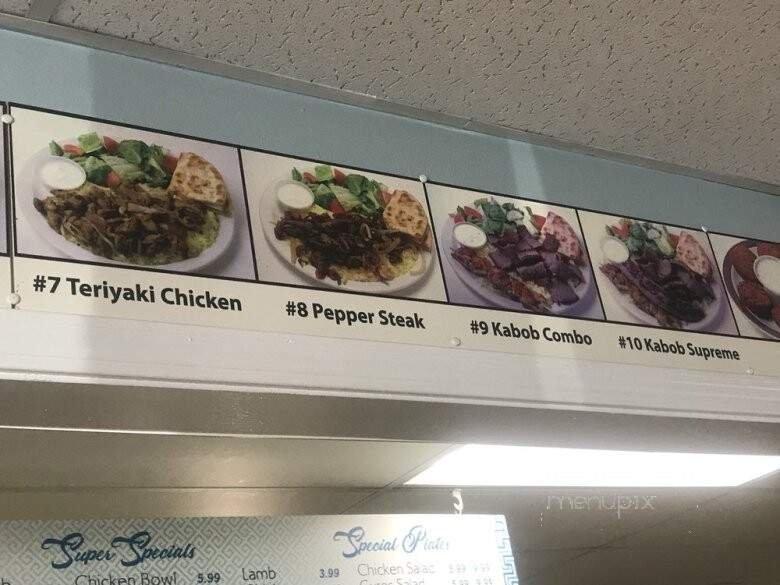 #7 Teriyaki Chicken
#8 Pepper Steak
#9 Kabob Combo
#10 Kabob Supreme
menupix
Super Specials
Special Plates
Chicken Bowl 5.99
Lamb 3.99
Chicken Salad